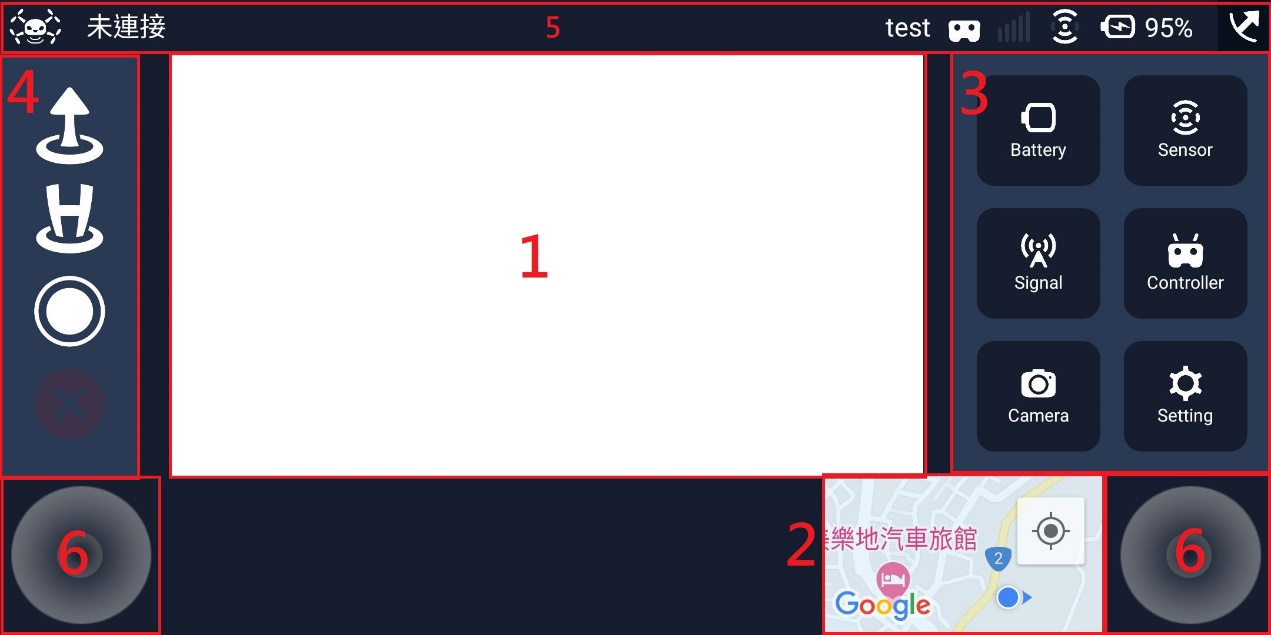 未連接
5
test
95%
4
3
Battery
Sensor
1
Signal
Controller
Camera
Setting
6
2
樂地汽車旅館
2
Google
6